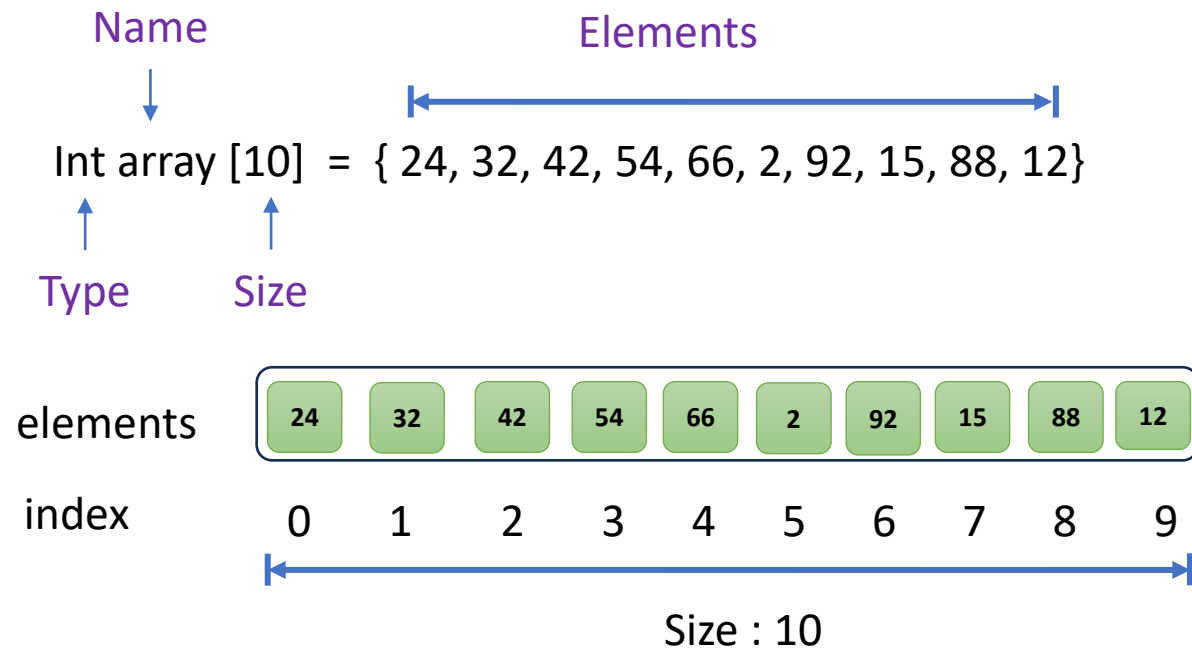 Name Elements
Int array [10] = { 24, 32, 42, 54, 66, 2, 92, 15, 88, 12}
Type Size
elements 24 32 42 54 66 2 92 15 88 12
index 0 1 2 3 4 5 6 7 8 9
Size : 10